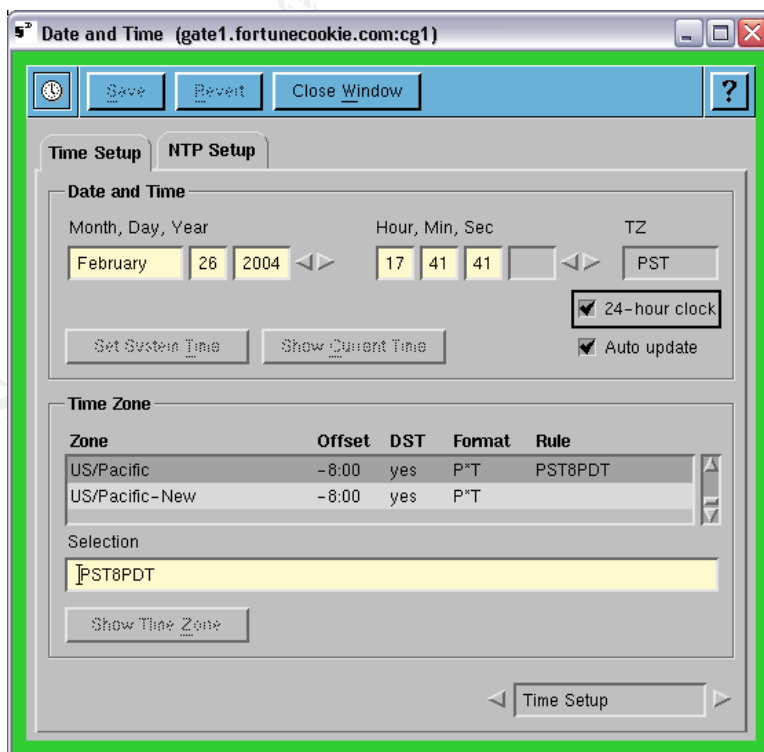 Date and Time (gate1.fortunecookie.com:cg1)
Save Revert Close Window ?
Time Setup NTP Setup
Date and Time
Month, Day, Year Hour, Min, Sec TZ
February 26 2004 17 41 41 PST
24-hour clock
Set System Time Show Current Time Auto update
Time Zone
Zone Offset DST Format Rule
US/Pacific -8:00 yes P*T PST8PDT
US/Pacific-New -8:00 yes P*T
Selection
PST8PDT
Show Time Zone
Time Setup